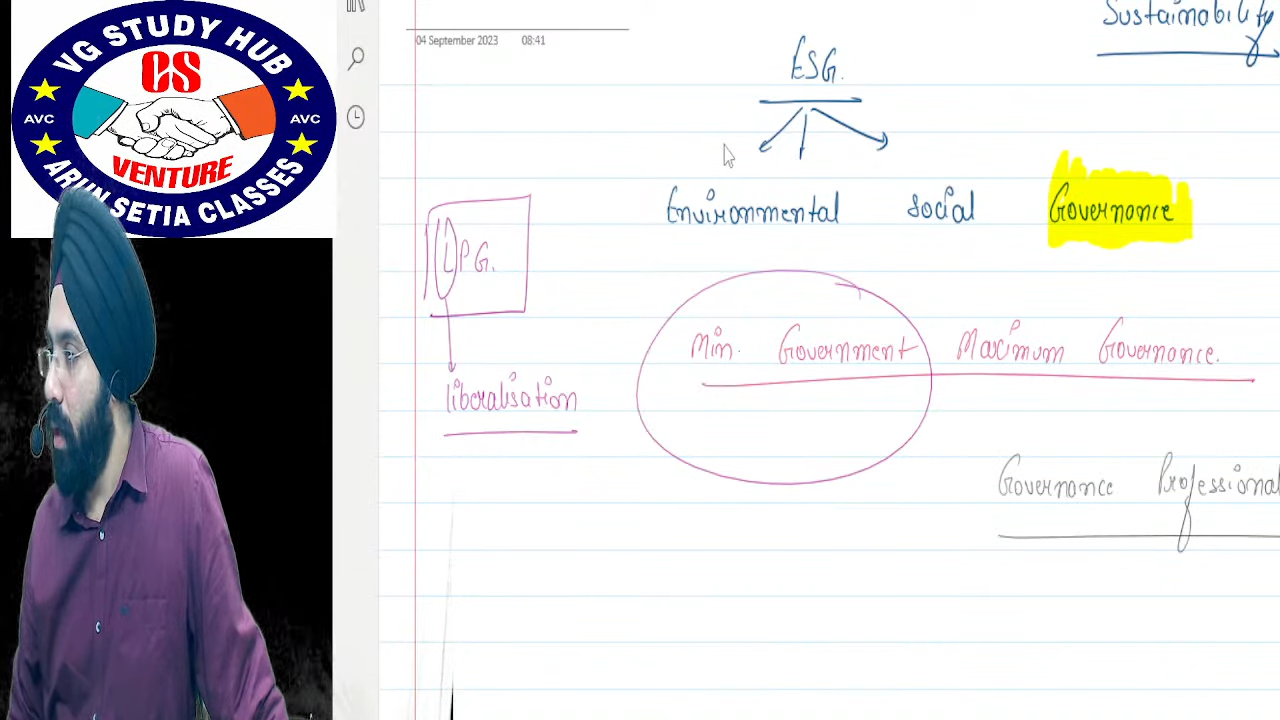 VG STUDY HUB
CS
AVC
AVC
VENTURE
ARUN SETIA CLASSES
04 September 2023 08:41
Sustainability
ESG.
Environmental Social Governance
LPG.
Min. Government Maximum Governance.
liberalisation
Governance Professional